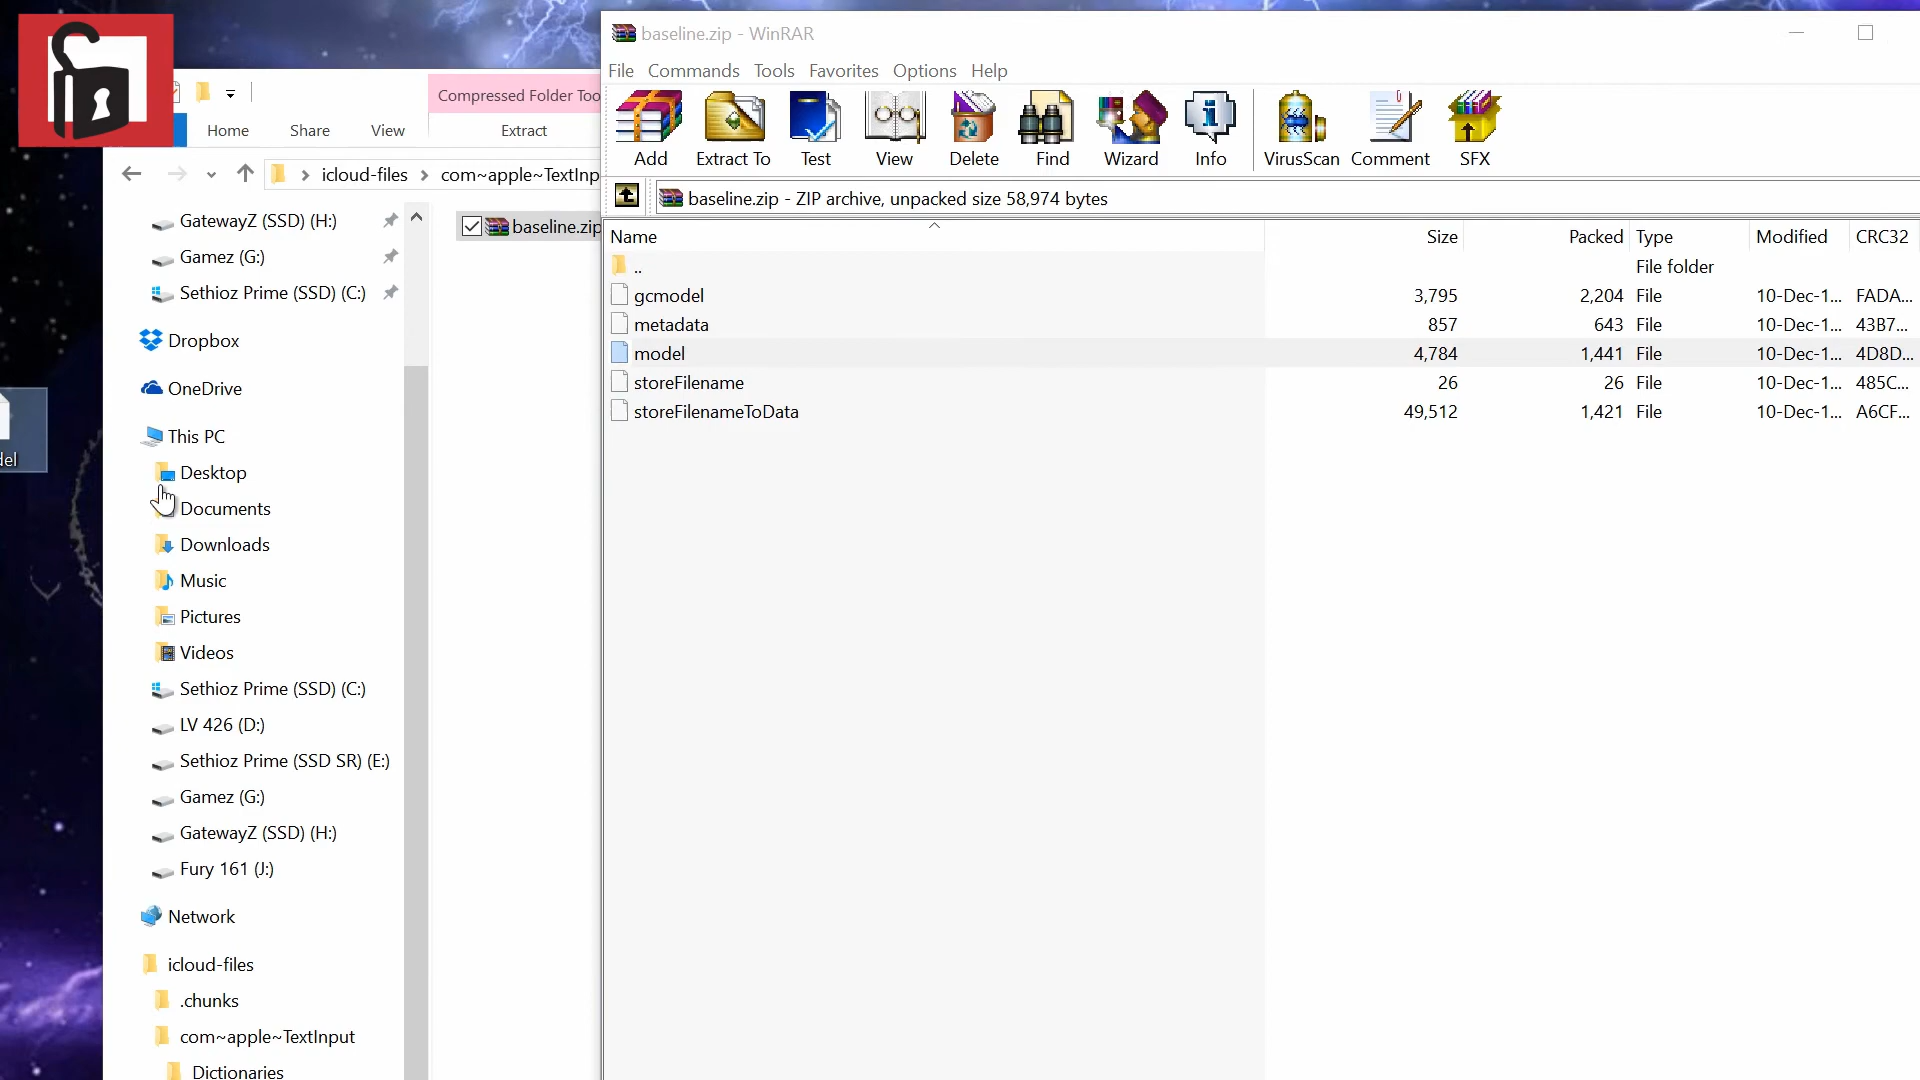 baseline.zip - WinRAR
File Commands Tools Favorites Options Help
Add Extract To Test View Delete Find Wizard Info VirusScan Comment SFX
baseline.zip - ZIP archive, unpacked size 58,974 bytes
Name Size Packed Type Modified CRC32
.. File folder
gcmodel 3,795 2,204 File 10-Dec-1... FADA...
metadata 857 643 File 10-Dec-1... 43B7...
model 4,784 1,441 File 10-Dec-1... 4D8D...
storeFilename 26 26 File 10-Dec-1... 485C...
storeFilenameToData 49,512 1,421 File 10-Dec-1... A6CF...
Compressed Folder Too
Home Share View Extract
icloud-files com~apple~TextInp
baseline.zip
GatewayZ (SSD) (H:)
Gamez (G:)
Sethioz Prime (SSD) (C:)
Dropbox
OneDrive
This PC
Desktop
Documents
Downloads
Music
Pictures
Videos
Sethioz Prime (SSD) (C:)
LV 426 (D:)
Sethioz Prime (SSD SR) (E:)
Gamez (G:)
GatewayZ (SSD) (H:)
Fury 161 (J:)
Network
icloud-files
.chunks
com~apple~TextInput
Dictionaries
del